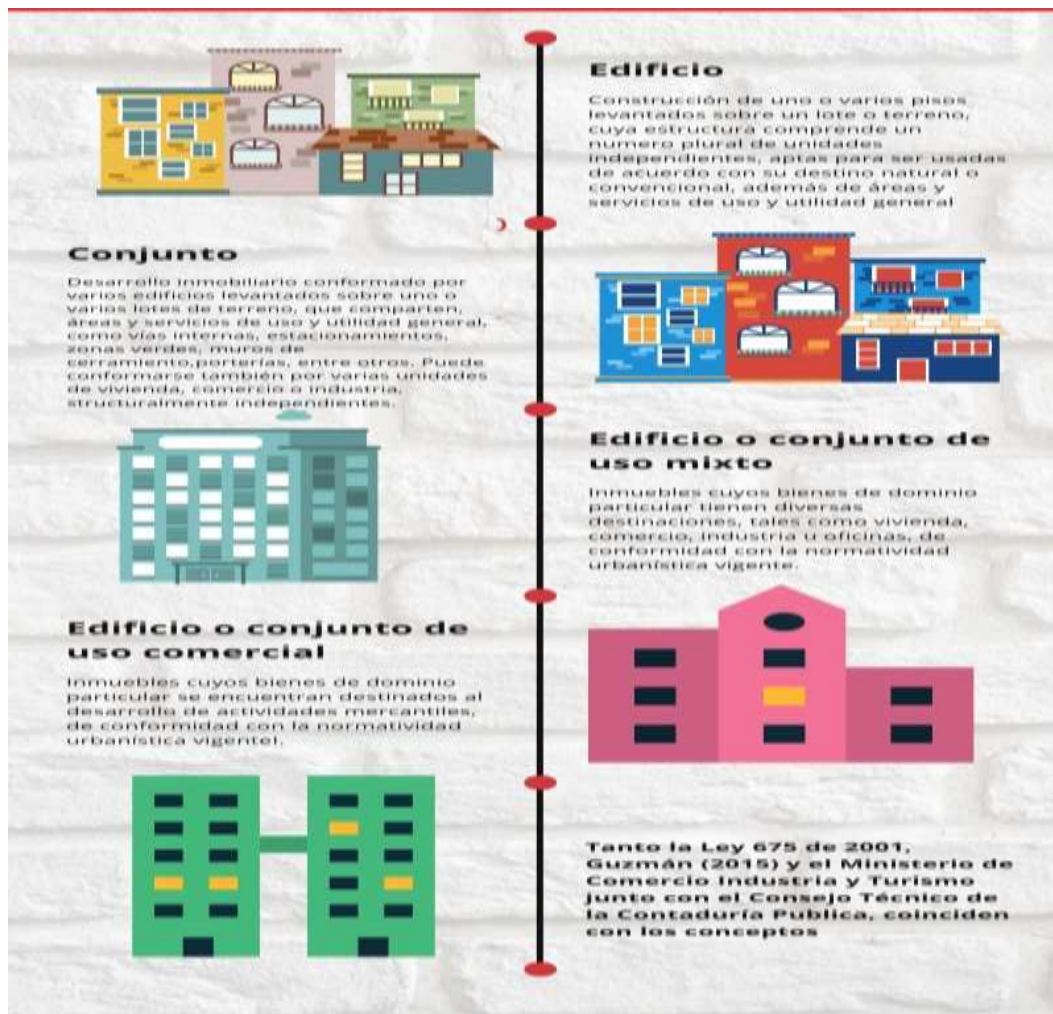 Edificio
Construcción de uno o varios pisos
levantados sobre un lote o terreno,
cuya estructura comprende un
numero plural de unidades
independientes, aptas para ser usadas
de acuerdo con su destino natural o
convencional, además de áreas y
servicios de uso y utilidad general
Conjunto
Desarrollo inmobiliario conformado por
varios edificios levantados sobre uno o
varios lotes de terreno, que comparten,
áreas y servicios de uso y utilidad general,
como vías internas, estacionamientos,
zonas verdes, muros de
cerramiento,porterías, entre otros. Puede
conformarse también por varias unidades
de vivienda, comercio o industria,
structuralmente independientes.
Edificio o conjunto de
uso mixto
Inmuebles cuyos bienes de dominio
particular tienen diversas
destinaciones, tales como vivienda,
comercio, industria u oficinas, de
conformidad con la normatividad
urbanística vigente.
Edificio o conjunto de
uso comercial
Inmuebles cuyos bienes de dominio
particular se encuentran destinados al
desarrollo de actividades mercantiles,
de conformidad con la normatividad
urbanística vigentel.
Tanto la Ley 675 de 2001,
Guzmán (2015) y el Ministerio de
Comercio Industria y Turismo
junto con el Consejo Técnico de
la Contaduría Publica, coinciden
con los conceptos